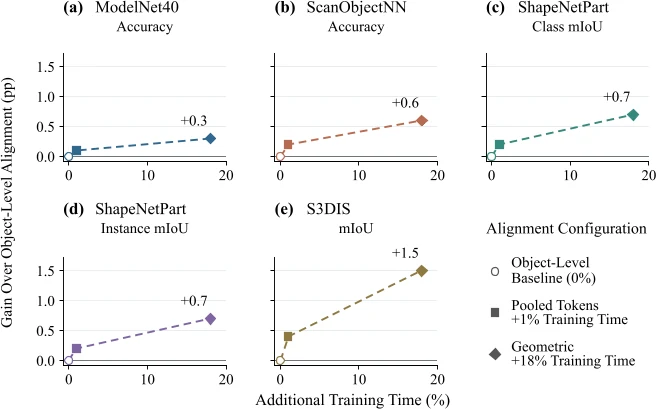 (a) ModelNet40
Accuracy
(b) ScanObjectNN
Accuracy
(c) ShapeNetPart
Class mIoU
Gain Over Object-Level Alignment (pp)
1.5
1.0
0.5
0.0
+0.3
0 10 20
+0.6
0 10 20
+0.7
0 10 20
(d) ShapeNetPart
Instance mIoU
(e) S3DIS
mIoU
1.5
1.0
0.5
0.0
+0.7
0 10 20
+1.5
0 10 20
Additional Training Time (%)
Alignment Configuration
Object-Level
Baseline (0%)
Pooled Tokens
+1% Training Time
Geometric
+18% Training Time